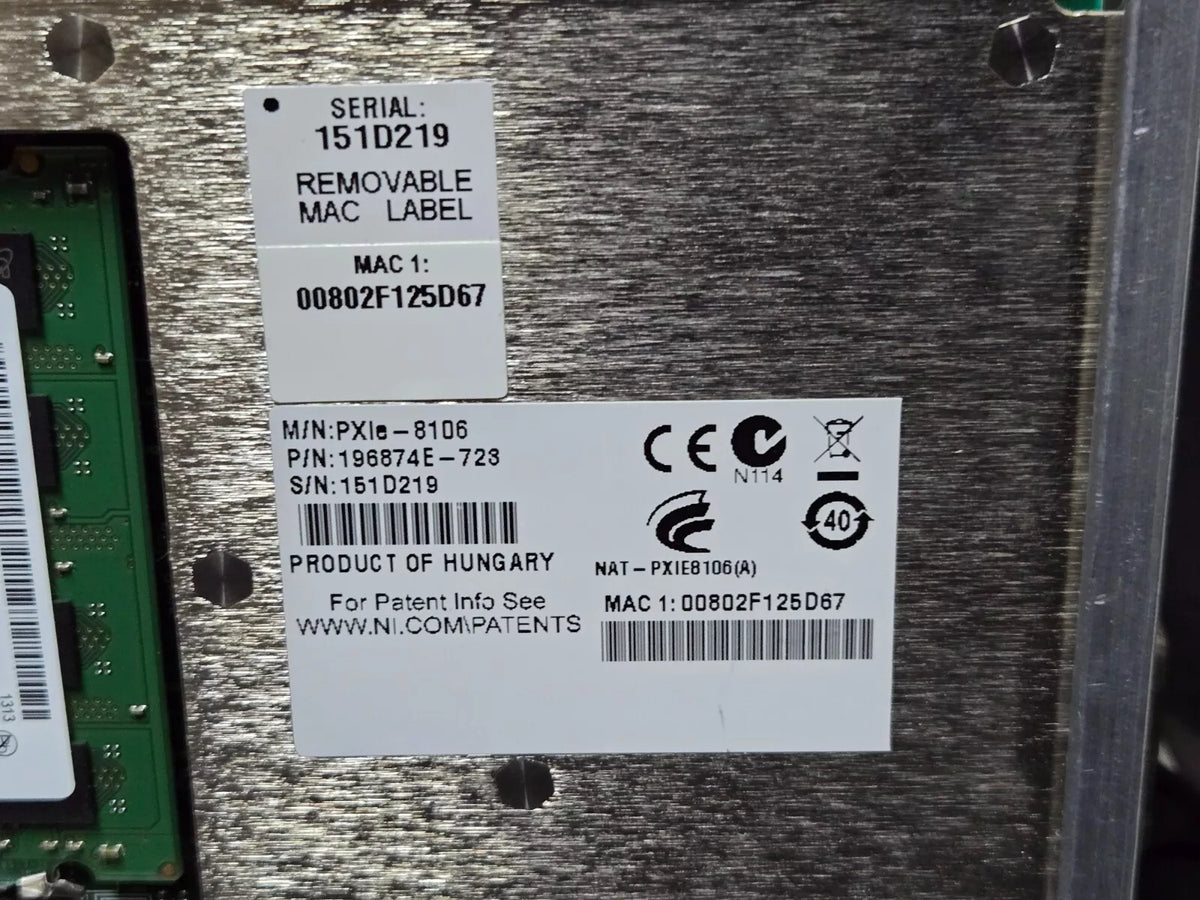 SERIAL:
151D219
REMOVABLE
MAC LABEL
MAC 1:
00802F125D67
M/N:PXIe-8106
P/N:196874E-723
S/N:151D219
PRODUCT OF HUNGARY
For Patent Info See
WWW.NI.COM\PATENTS
CE
N114
40
NAT-PXIE8106(A)
MAC 1:00802F125D67
1313